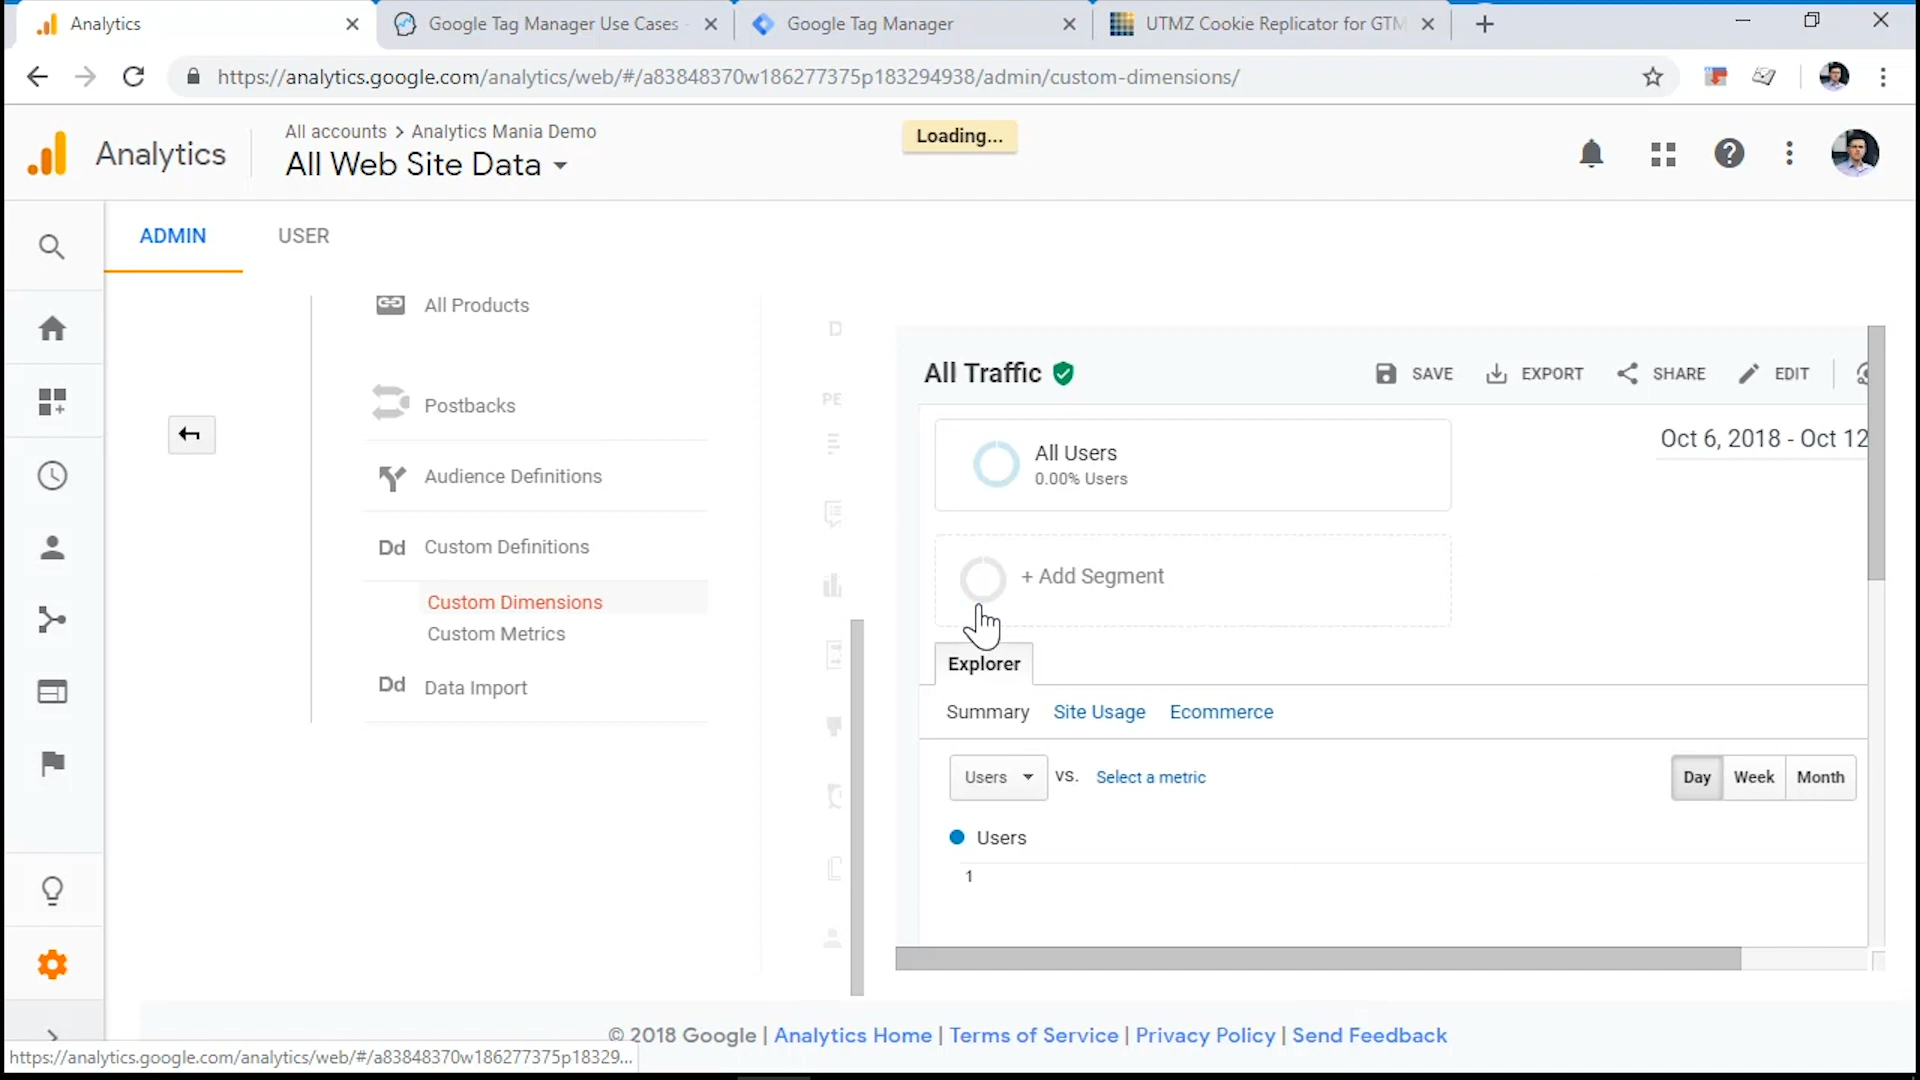 Analytics
Google Tag Manager Use Cases -
Google Tag Manager
UTMZ Cookie Replicator for GTM
https://analytics.google.com/analytics/web/#/a83848370w186277375p183294938/admin/custom-dimensions/
Analytics
All accounts > Analytics Mania Demo
All Web Site Data
Loading...
ADMIN
USER
All Products
Postbacks
Audience Definitions
Dd Custom Definitions
Custom Dimensions
Custom Metrics
Dd Data Import
D
PE
All Traffic
SAVE
EXPORT
SHARE
EDIT
All Users
0.00% Users
Oct 6, 2018 - Oct 12
+ Add Segment
Explorer
Summary
Site Usage
Ecommerce
Users
VS.
Select a metric
Day
Week
Month
Users
1
© 2018 Google | Analytics Home | Terms of Service | Privacy Policy | Send Feedback
https://analytics.google.com/analytics/web/#/a83848370w186277375p18329...